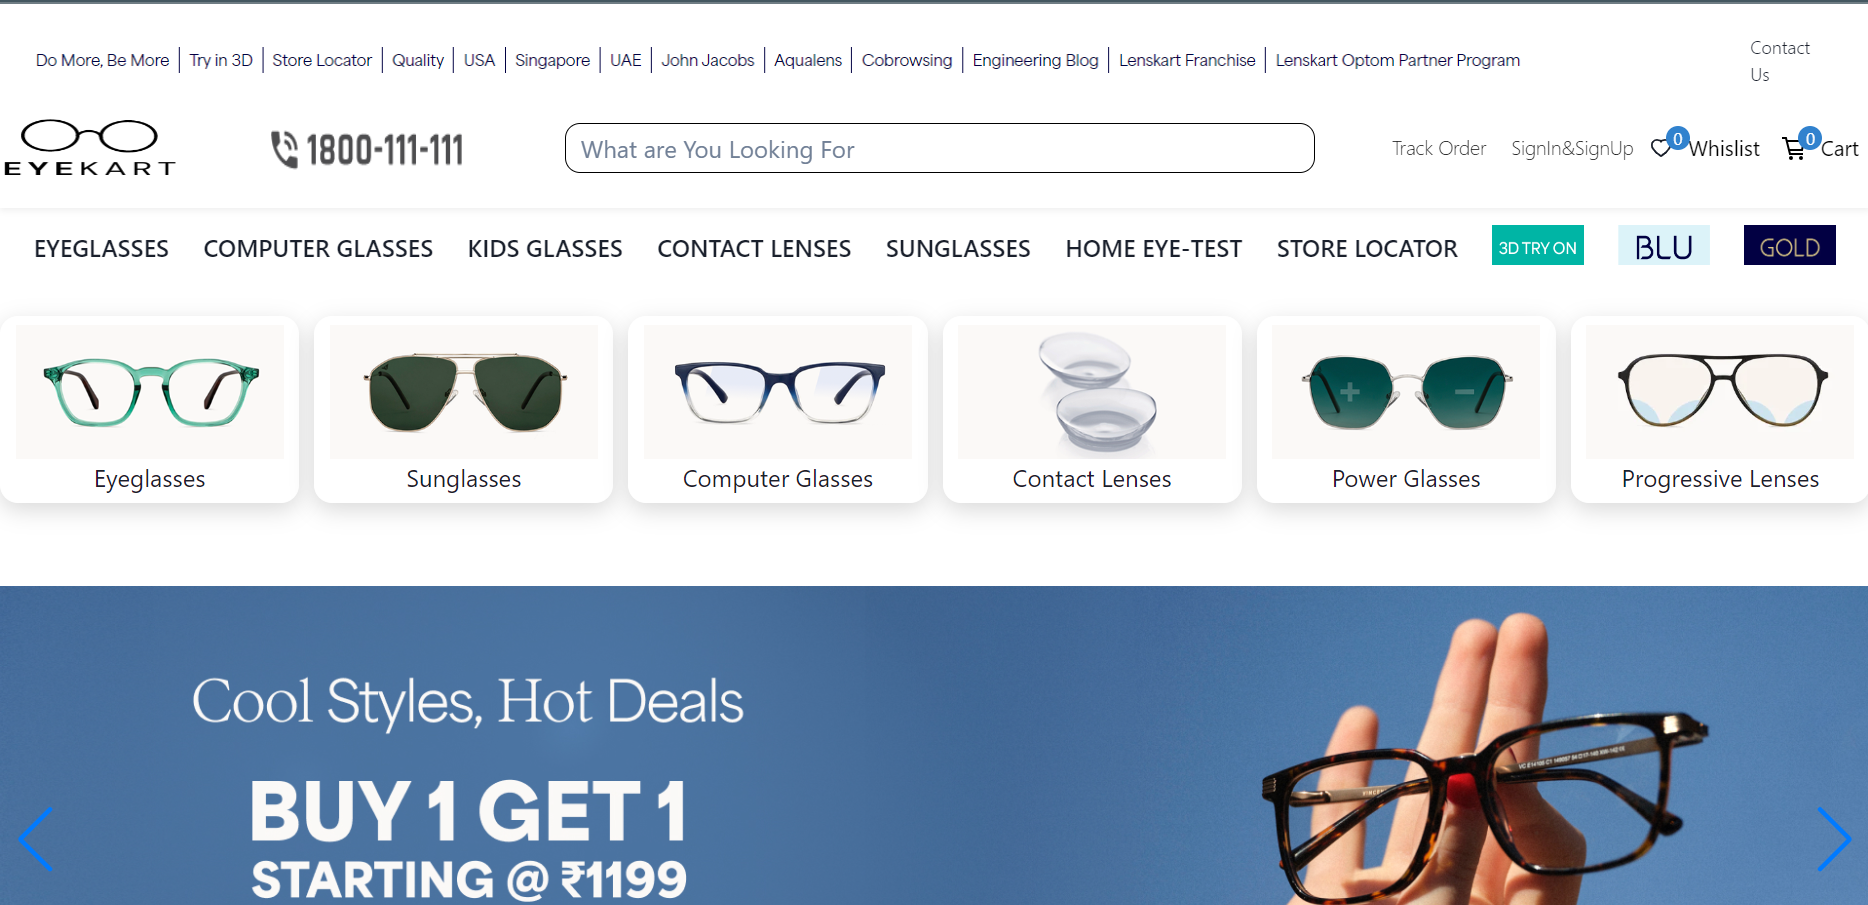 Do More, Be More | Try in 3D | Store Locator | Quality | USA | Singapore | UAE | John Jacobs | Aqualens | Cobrowsing | Engineering Blog | Lenskart Franchise | Lenskart Optom Partner Program
Contact
Us
EYEKART
1800-111-111
What are You Looking For
Track Order
SignIn&SignUp
0
Whislist
0
Cart
EYEGLASSES
COMPUTER GLASSES
KIDS GLASSES
CONTACT LENSES
SUNGLASSES
HOME EYE-TEST
STORE LOCATOR
3D TRY ON
BLU
GOLD
Eyeglasses
Sunglasses
Computer Glasses
Contact Lenses
Power Glasses
Progressive Lenses
Cool Styles, Hot Deals
BUY 1 GET 1
STARTING @ ₹1199